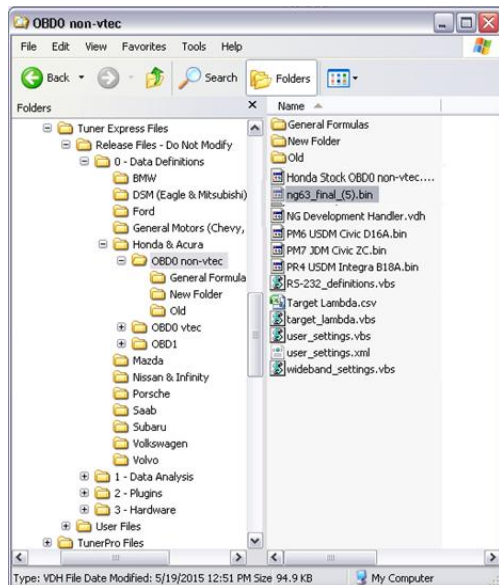 OBD0 non-vtec
File Edit View Favorites Tools Help
Back Search Folders
Folders × Name
Tuner Express Files
Release Files - Do Not Modify
0 - Data Definitions
BMW
DSM (Eagle & Mitsubishi)
Ford
General Motors (Chevy,
Honda & Acura
OBD0 non-vtec
General Formula
New Folder
Old
OBD0 vtec
OBD1
Mazda
Nissan & Infinity
Porsche
Saab
Subaru
Volkswagen
Volvo
1 - Data Analysis
2 - Plugins
3 - Hardware
User Files
TunerPro Files
General Formulas
New Folder
Old
Honda Stock OBD0 non-vtec....
ng63_final_(5).bin
NG Development Handler.vdh
PM6 USDM Civic D16A.bin
PM7 JDM Civic ZC.bin
PR4 USDM Integra B18A.bin
RS-232_definitions.vbs
Target Lambda.csv
target_lambda.vbs
user_settings.vbs
user_settings.xml
wideband_settings.vbs
Type: VDH File Date Modified: 5/19/2015 12:51 PM Size 94.9 KB My Computer